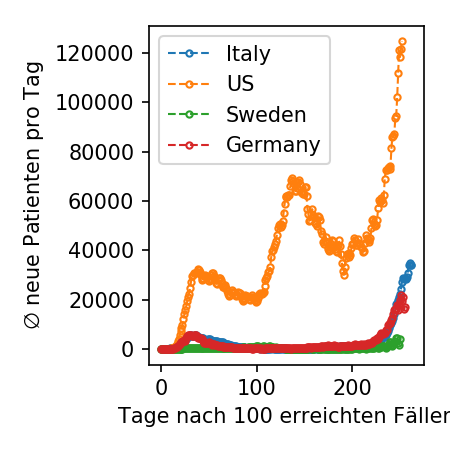 120000
100000
80000
60000
40000
20000
0
∅ neue Patienten pro Tag
Italy
US
Sweden
Germany
0 100 200
Tage nach 100 erreichten Fällen